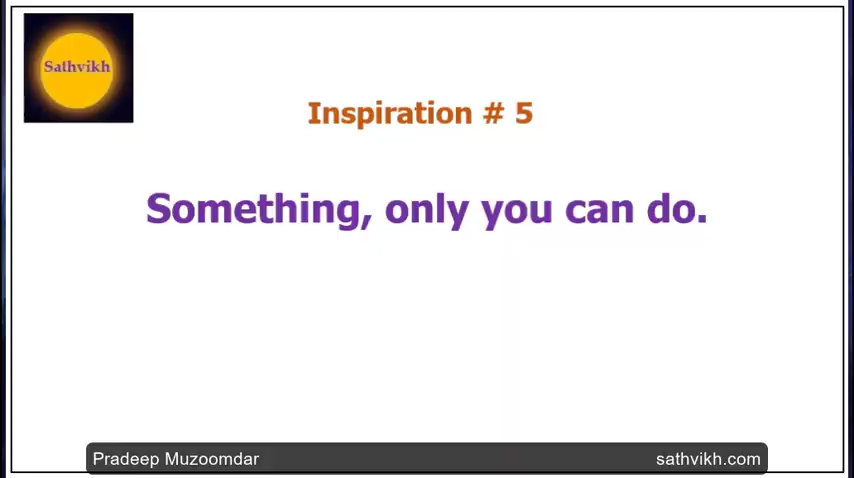 Sathvikh
Inspiration # 5
Something, only you can do.
Pradeep Muzoomdar sathvikh.com